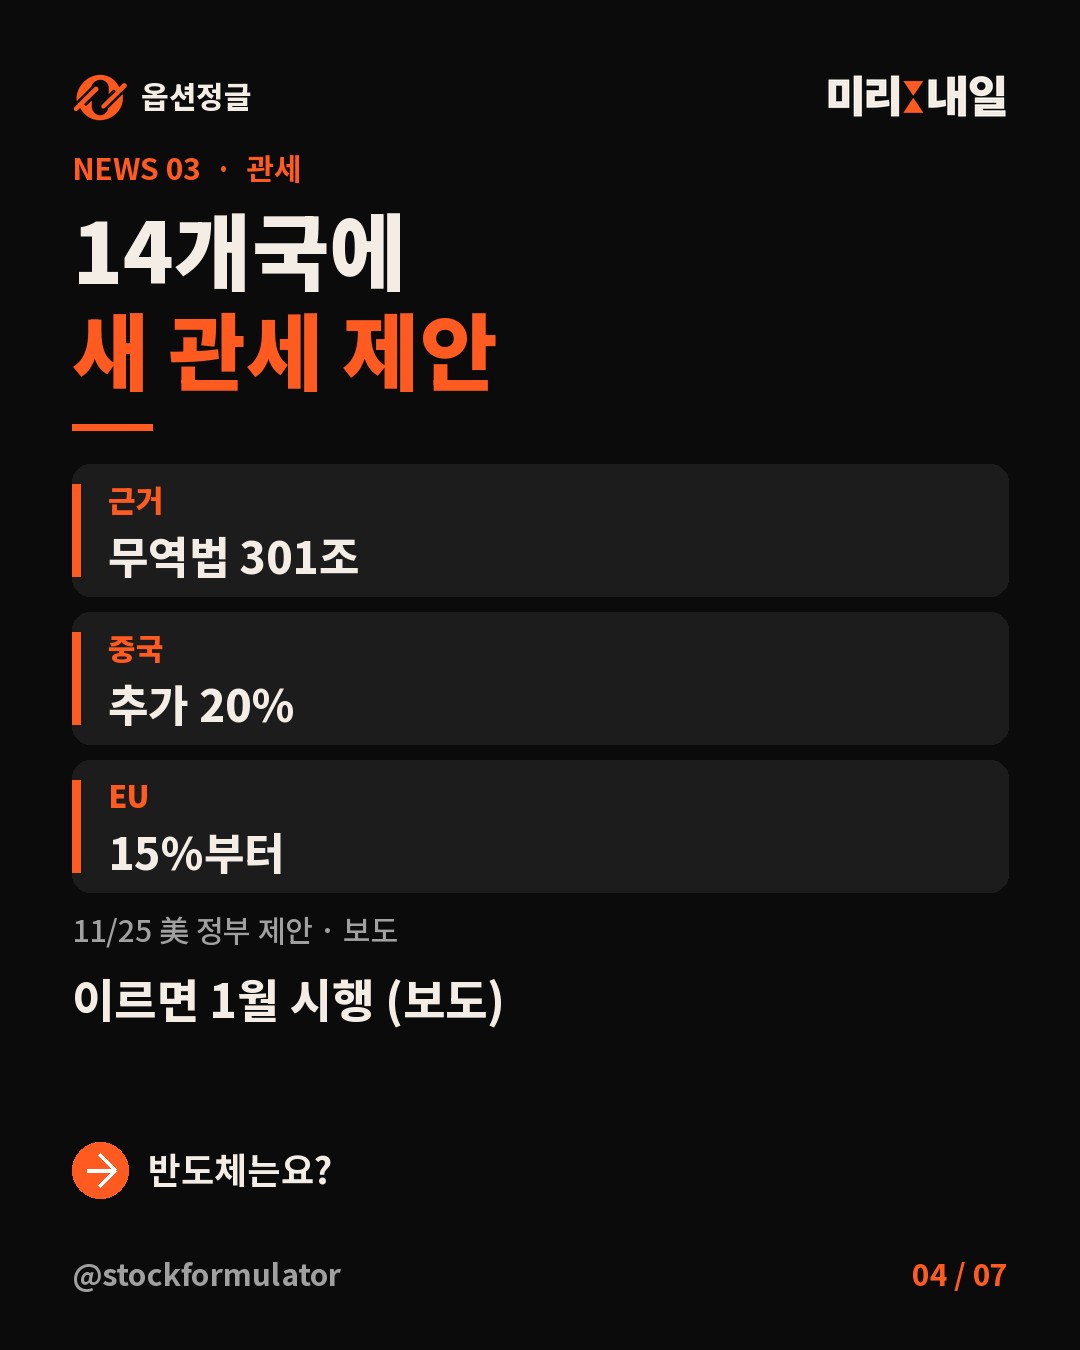 옵션정글
미리내일
NEWS 03 · 관세
14개국에
새 관세 제안
근거
무역법 301조
중국
추가 20%
EU
15%부터
11/25 美 정부 제안 · 보도
이르면 1월 시행 (보도)
반도체는요?
@stockformulator
04 / 07